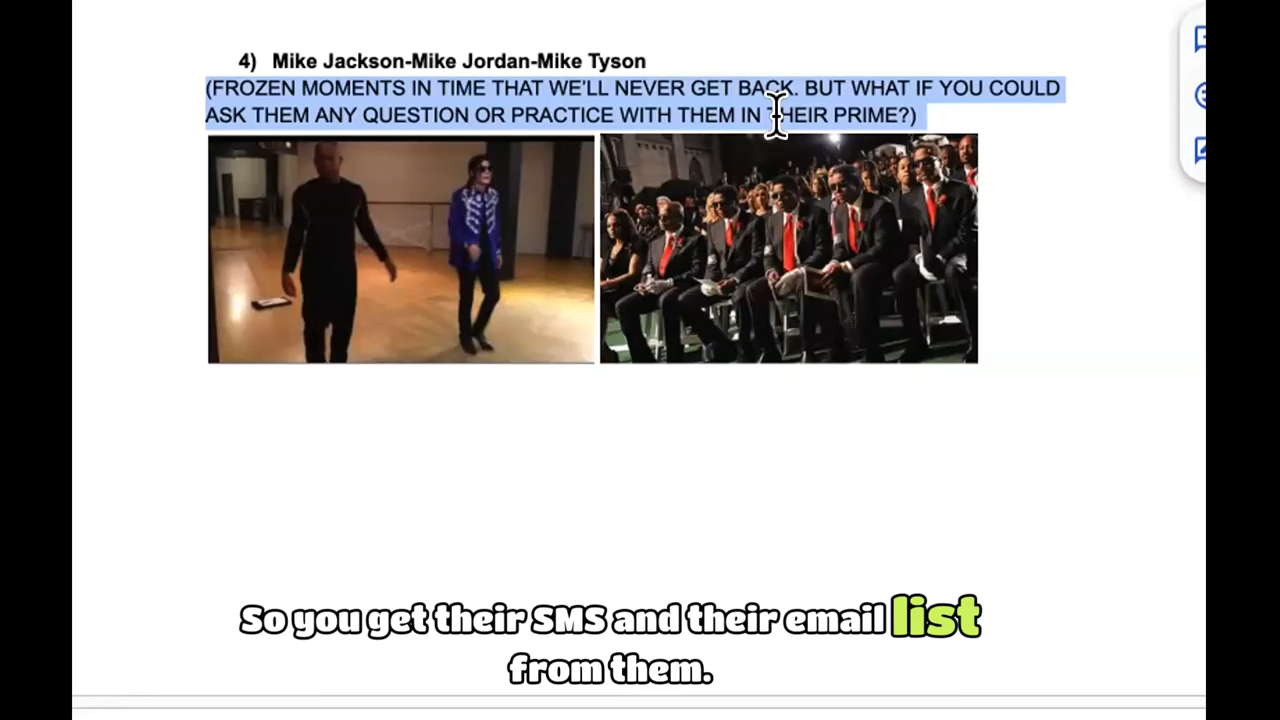 4) Mike Jackson-Mike Jordan-Mike Tyson
(FROZEN MOMENTS IN TIME THAT WE'LL NEVER GET BACK. BUT WHAT IF YOU COULD
ASK THEM ANY QUESTION OR PRACTICE WITH THEM IN THEIR PRIME?)
So you get their SMS and their email list
from them.